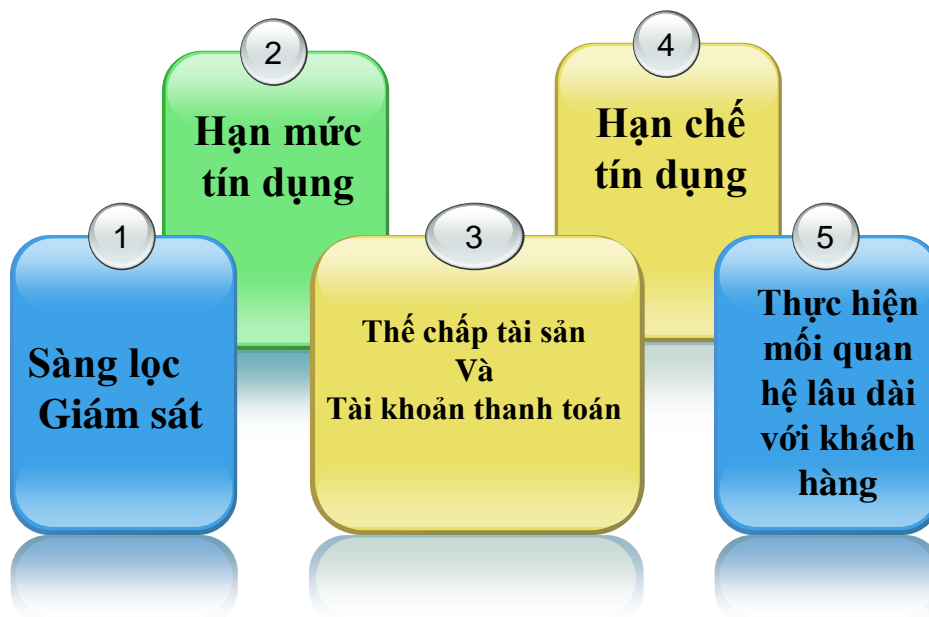 1
Sàng lọc
Giám sát
2
Hạn mức
tín dụng
3
Thế chấp tài sản
Và
Tài khoản thanh toán
4
Hạn chế
tín dụng
5
Thực hiện
mối quan
hệ lâu dài
với khách
hàng